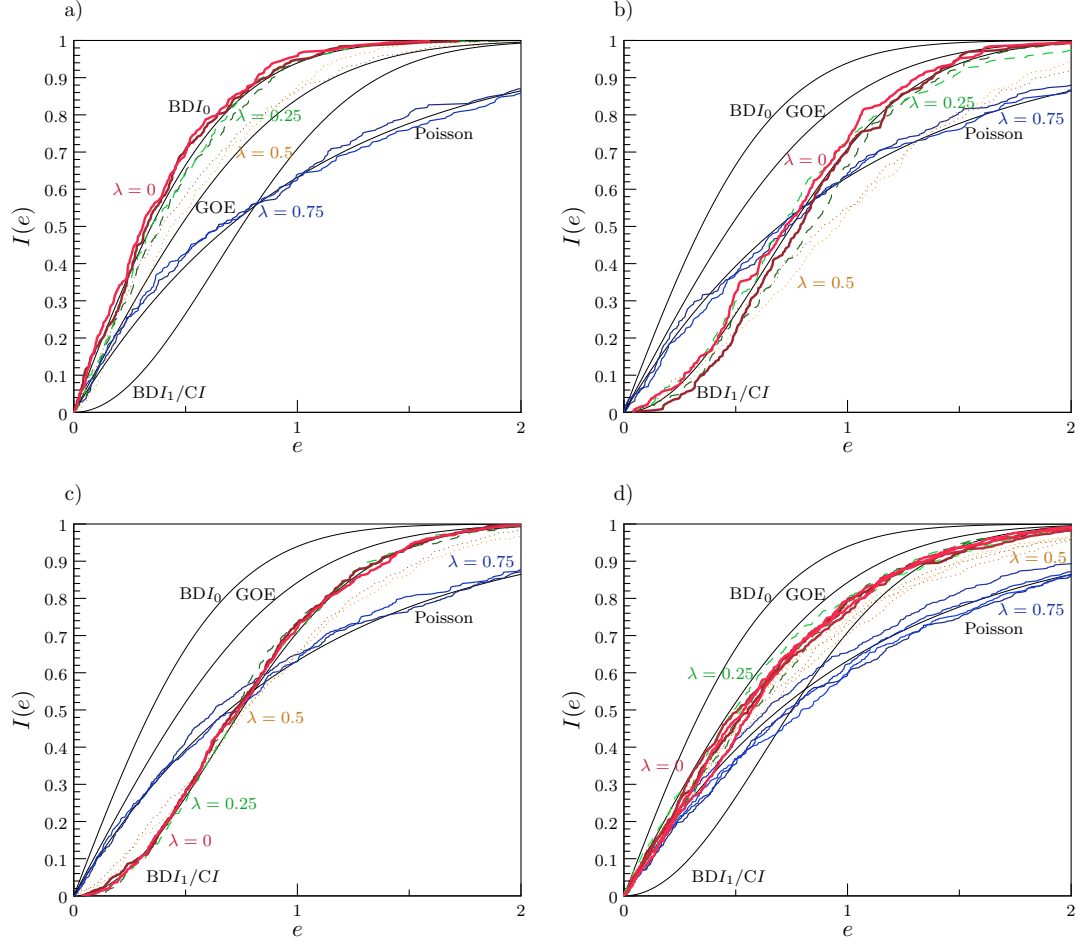 a)
1
0.9
0.8
0.7
0.6
0.5
0.4
0.3
0.2
0.1
0
I(e)
BDI₀
λ = 0.25
λ = 0.5
Poisson
λ = 0
GOE
λ = 0.75
BDI₁/CI
0 1 2
e
b)
1
0.9
0.8
0.7
0.6
0.5
0.4
0.3
0.2
0.1
0
I(e)
BDI₀
GOE
λ = 0.25
λ = 0.75
Poisson
λ = 0
λ = 0.5
BDI₁/CI
0 1 2
e
c)
1
0.9
0.8
0.7
0.6
0.5
0.4
0.3
0.2
0.1
0
I(e)
λ = 0.75
BDI₀
GOE
Poisson
λ = 0.5
λ = 0.25
λ = 0
BDI₁/CI
0 1 2
e
d)
1
0.9
0.8
0.7
0.6
0.5
0.4
0.3
0.2
0.1
0
I(e)
λ = 0.5
BDI₀
GOE
λ = 0.75
Poisson
λ = 0.25
λ = 0
BDI₁/CI
0 1 2
e